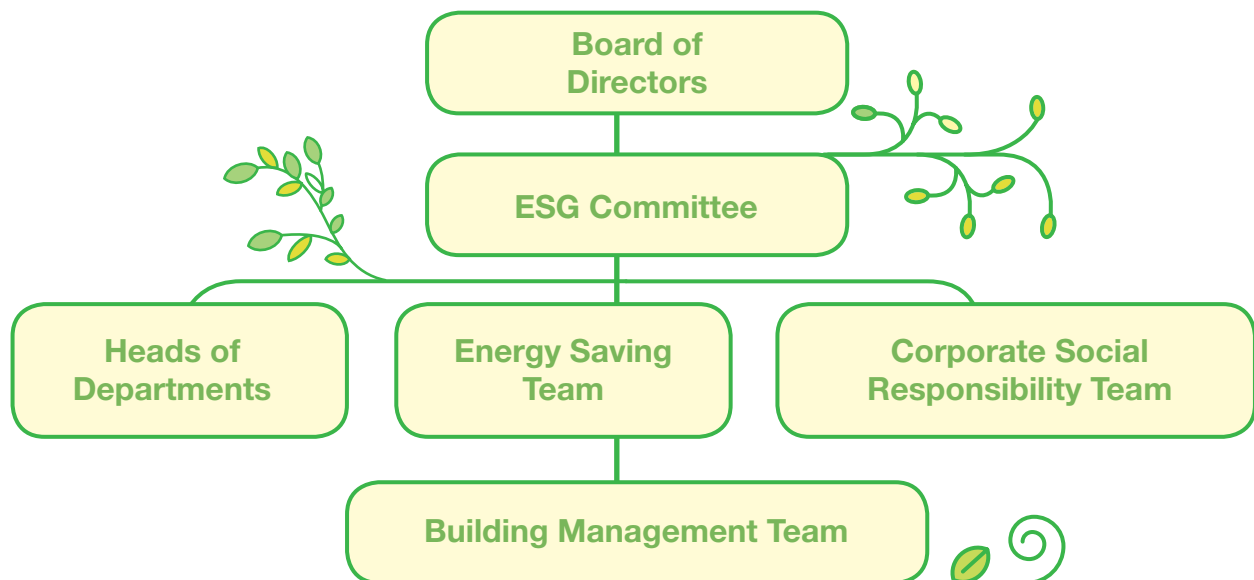 Board of
Directors
ESG Committee
Heads of
Departments
Energy Saving
Team
Corporate Social
Responsibility Team
Building Management Team